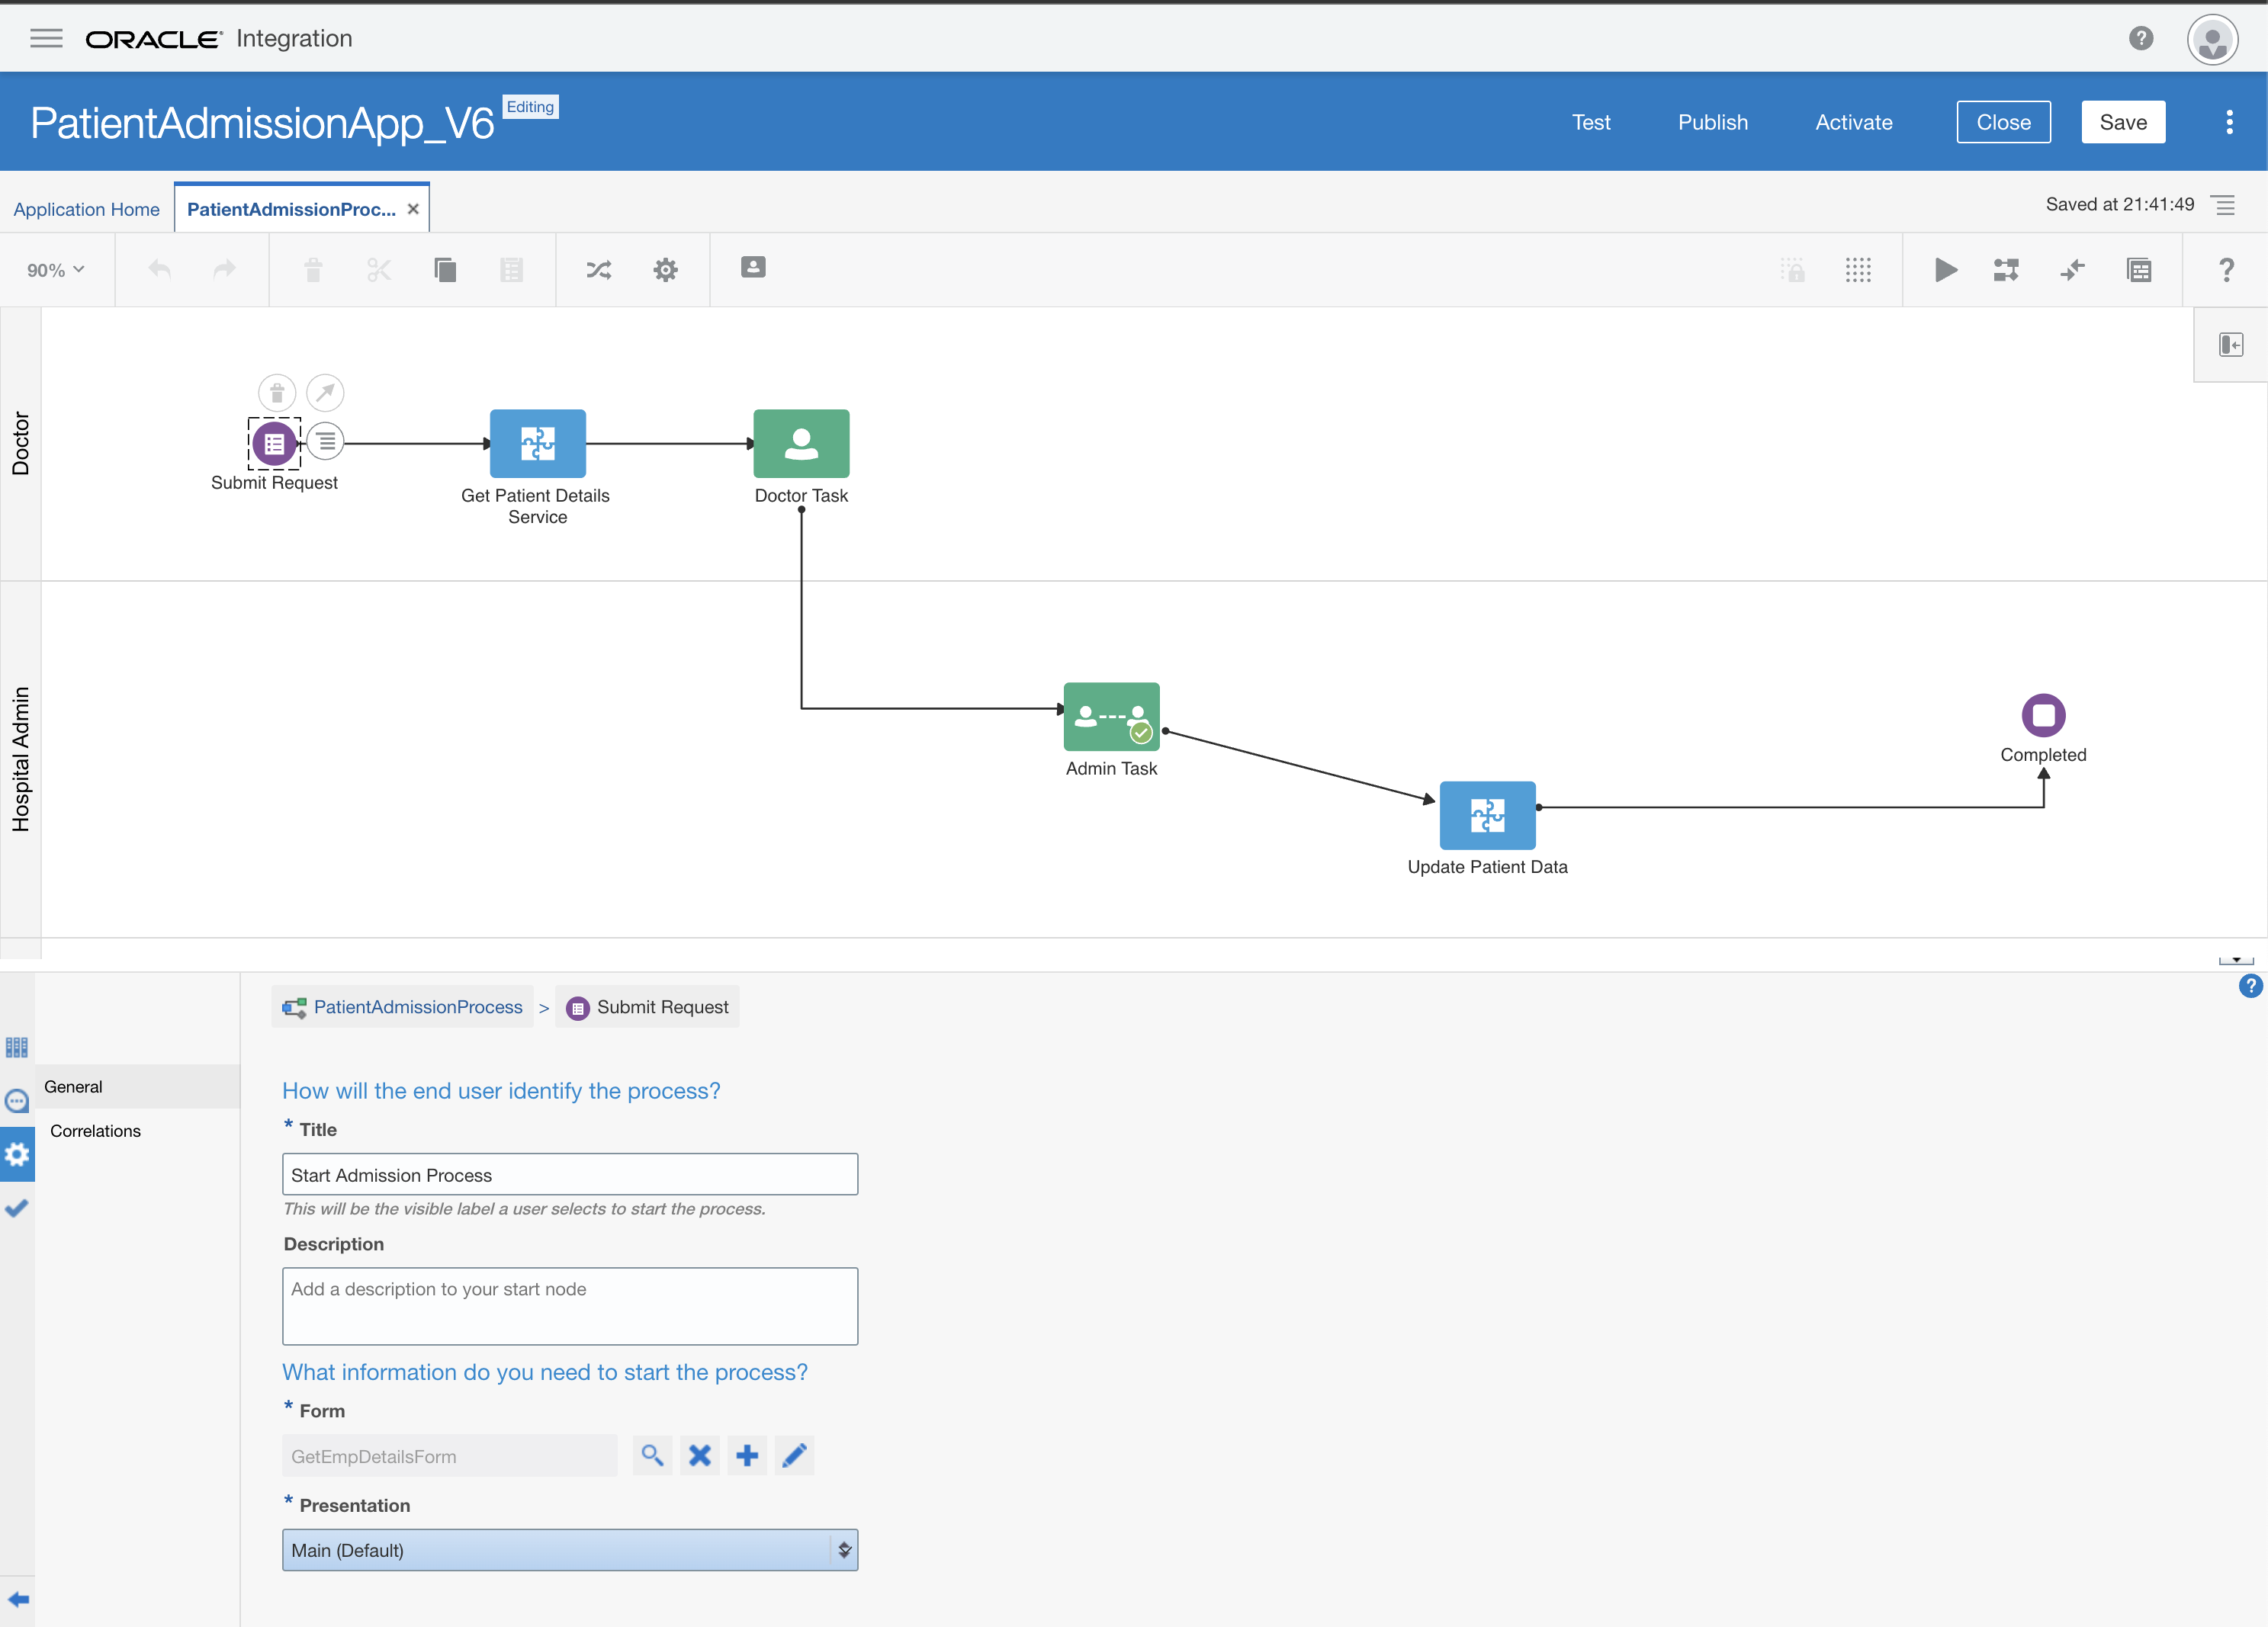 ORACLE Integration
PatientAdmissionApp_V6 Editing
Test Publish Activate Close Save
Application Home PatientAdmissionProc... Saved at 21:41:49
90%
Doctor
Submit Request
Get Patient Details
Service
Doctor Task
Hospital Admin
Admin Task
Completed
Update Patient Data
PatientAdmissionProcess > Submit Request
General
Correlations
How will the end user identify the process?
* Title
Start Admission Process
This will be the visible label a user selects to start the process.
Description
Add a description to your start node
What information do you need to start the process?
* Form
GetEmpDetailsForm
* Presentation
Main (Default)